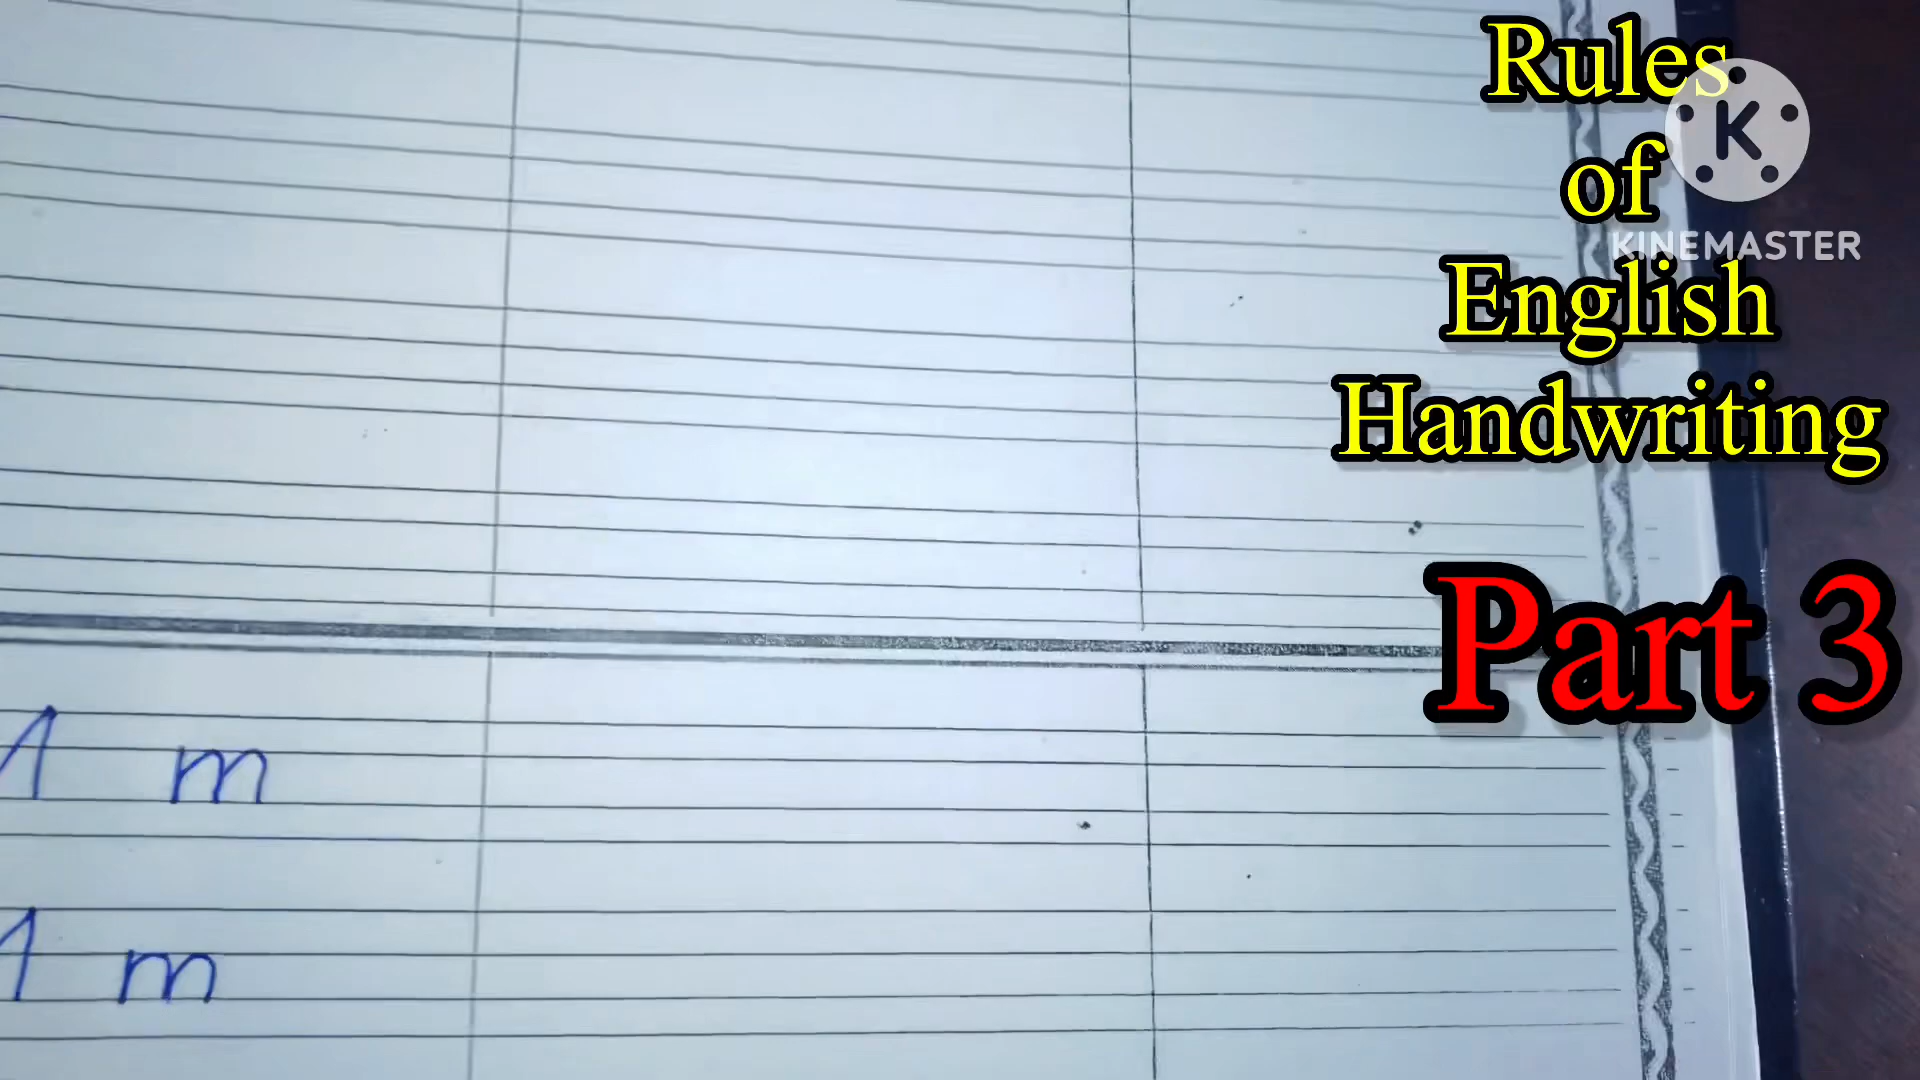 Rules
of
English
Handwriting
Part 3
K
KINEMASTER
m
m